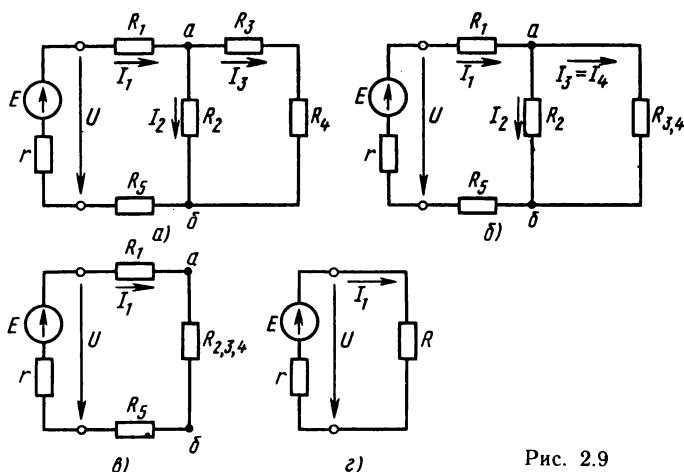 R₁ а R₃ R₁ а
I₁ I₃ I₁ I₃=I₄
E U I₂ R₂ R₄ E U I₂ R₂ R₃,₄
r r
R₅ б R₅ б
а) б)
R₁ а
I₁ I₁
E U R₂,₃,₄ E U R
r r
R₅ б
в) г) Рис. 2.9